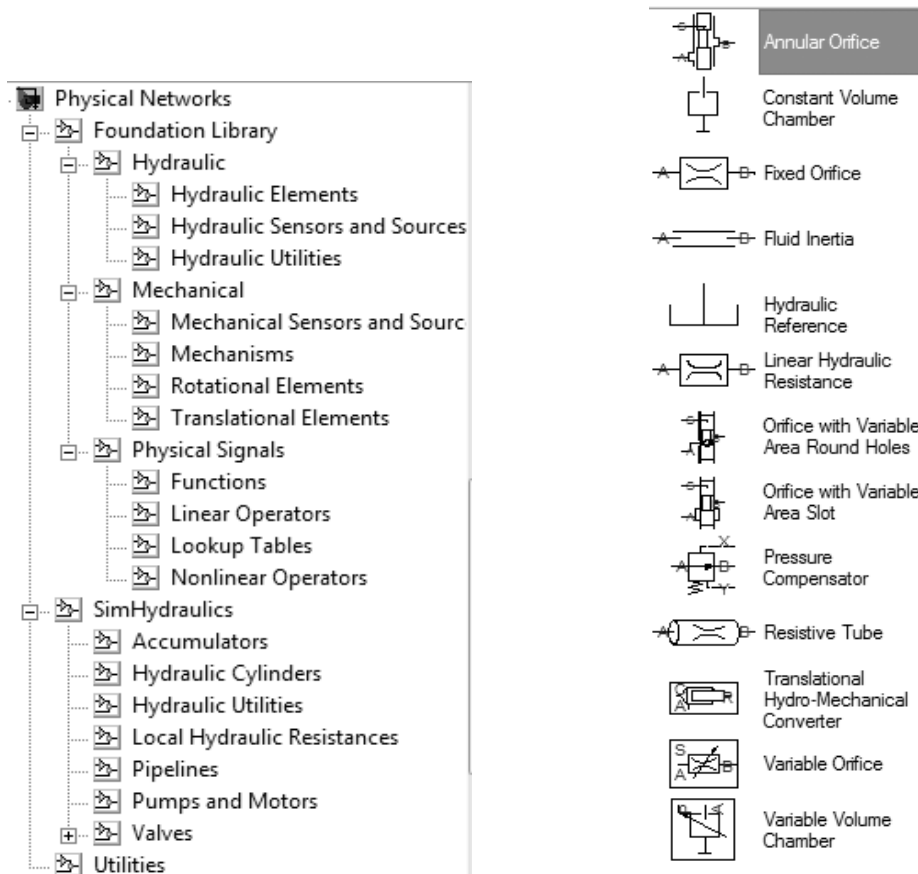 Physical Networks
Foundation Library
Hydraulic
Hydraulic Elements
Hydraulic Sensors and Sources
Hydraulic Utilities
Mechanical
Mechanical Sensors and Sourc
Mechanisms
Rotational Elements
Translational Elements
Physical Signals
Functions
Linear Operators
Lookup Tables
Nonlinear Operators
SimHydraulics
Accumulators
Hydraulic Cylinders
Hydraulic Utilities
Local Hydraulic Resistances
Pipelines
Pumps and Motors
Valves
Utilities
S
A
Annular Orifice
Constant Volume
Chamber
A B Fixed Orifice
A B Fluid Inertia
Hydraulic
Reference
A B Linear Hydraulic
Resistance
Orifice with Variable
Area Round Holes
Orifice with Variable
Area Slot
X
A B Pressure
Compensator
Y
A B Resistive Tube
Translational
C
A R Hydro-Mechanical
Converter
S
A B Variable Orifice
Variable Volume
Chamber